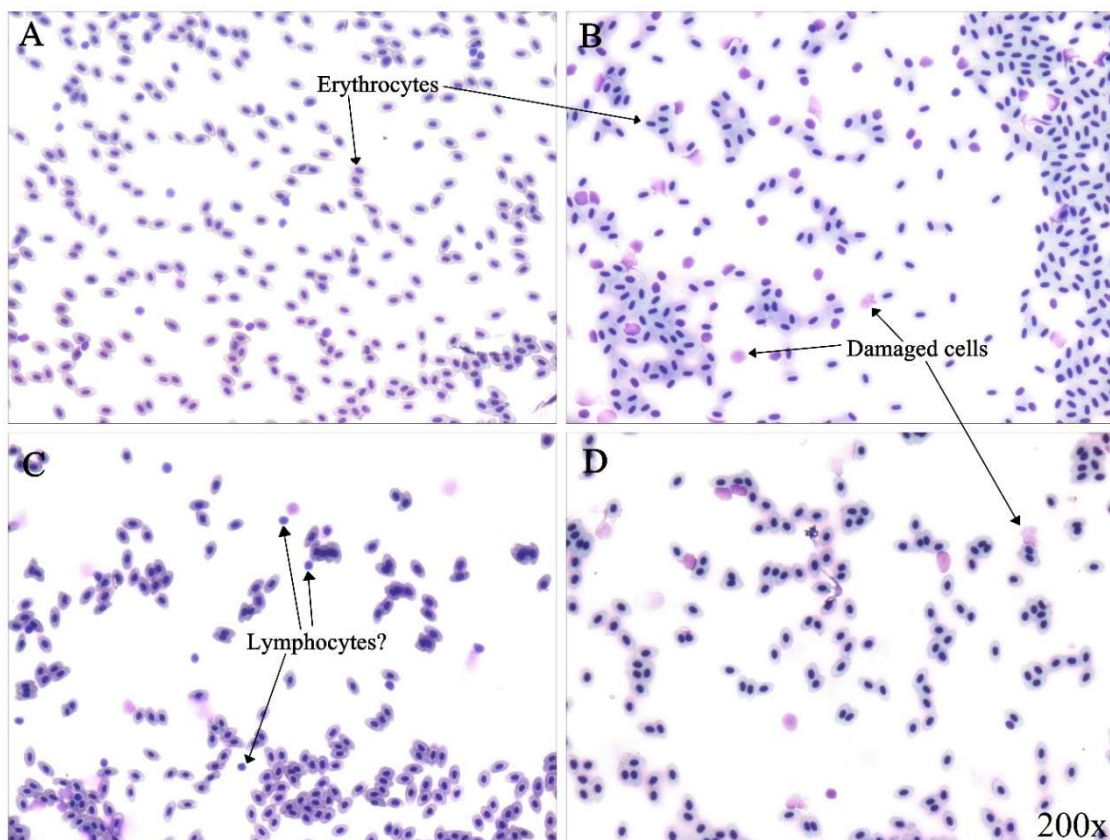 A
B
Erythrocytes
Damaged cells
C
D
Lymphocytes?
200x